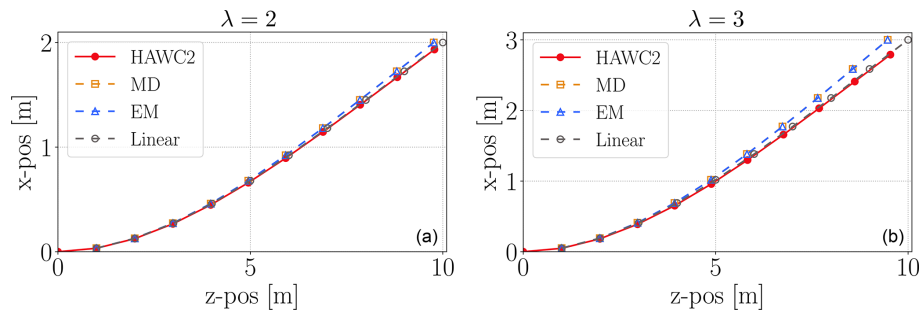 λ = 2
x-pos [m]
2
1
0
HAWC2
MD
EM
Linear
(a)
0
5
10
z-pos [m]
λ = 3
x-pos [m]
3
2
1
0
HAWC2
MD
EM
Linear
(b)
0
5
10
z-pos [m]